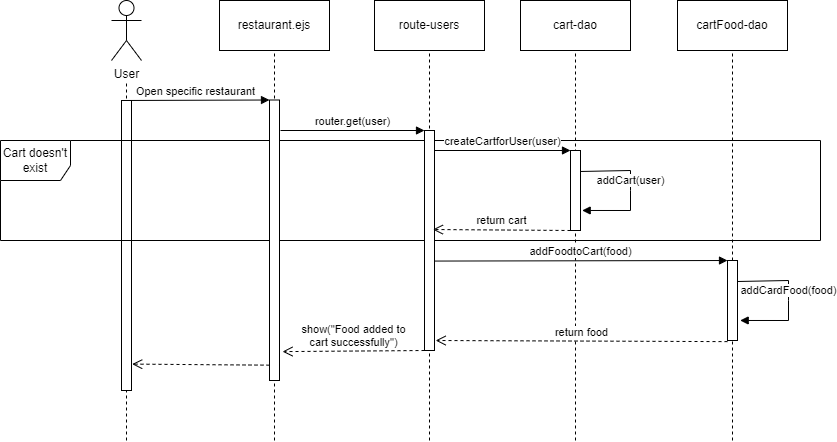 restaurant.ejs
route-users
cart-dao
cartFood-dao
User
Open specific restaurant
router.get(user)
createCartforUser(user)
Cart doesn't
exist
addCart(user)
return cart
addFoodtoCart(food)
addCardFood(food)
show("Food added to
cart successfully")
return food